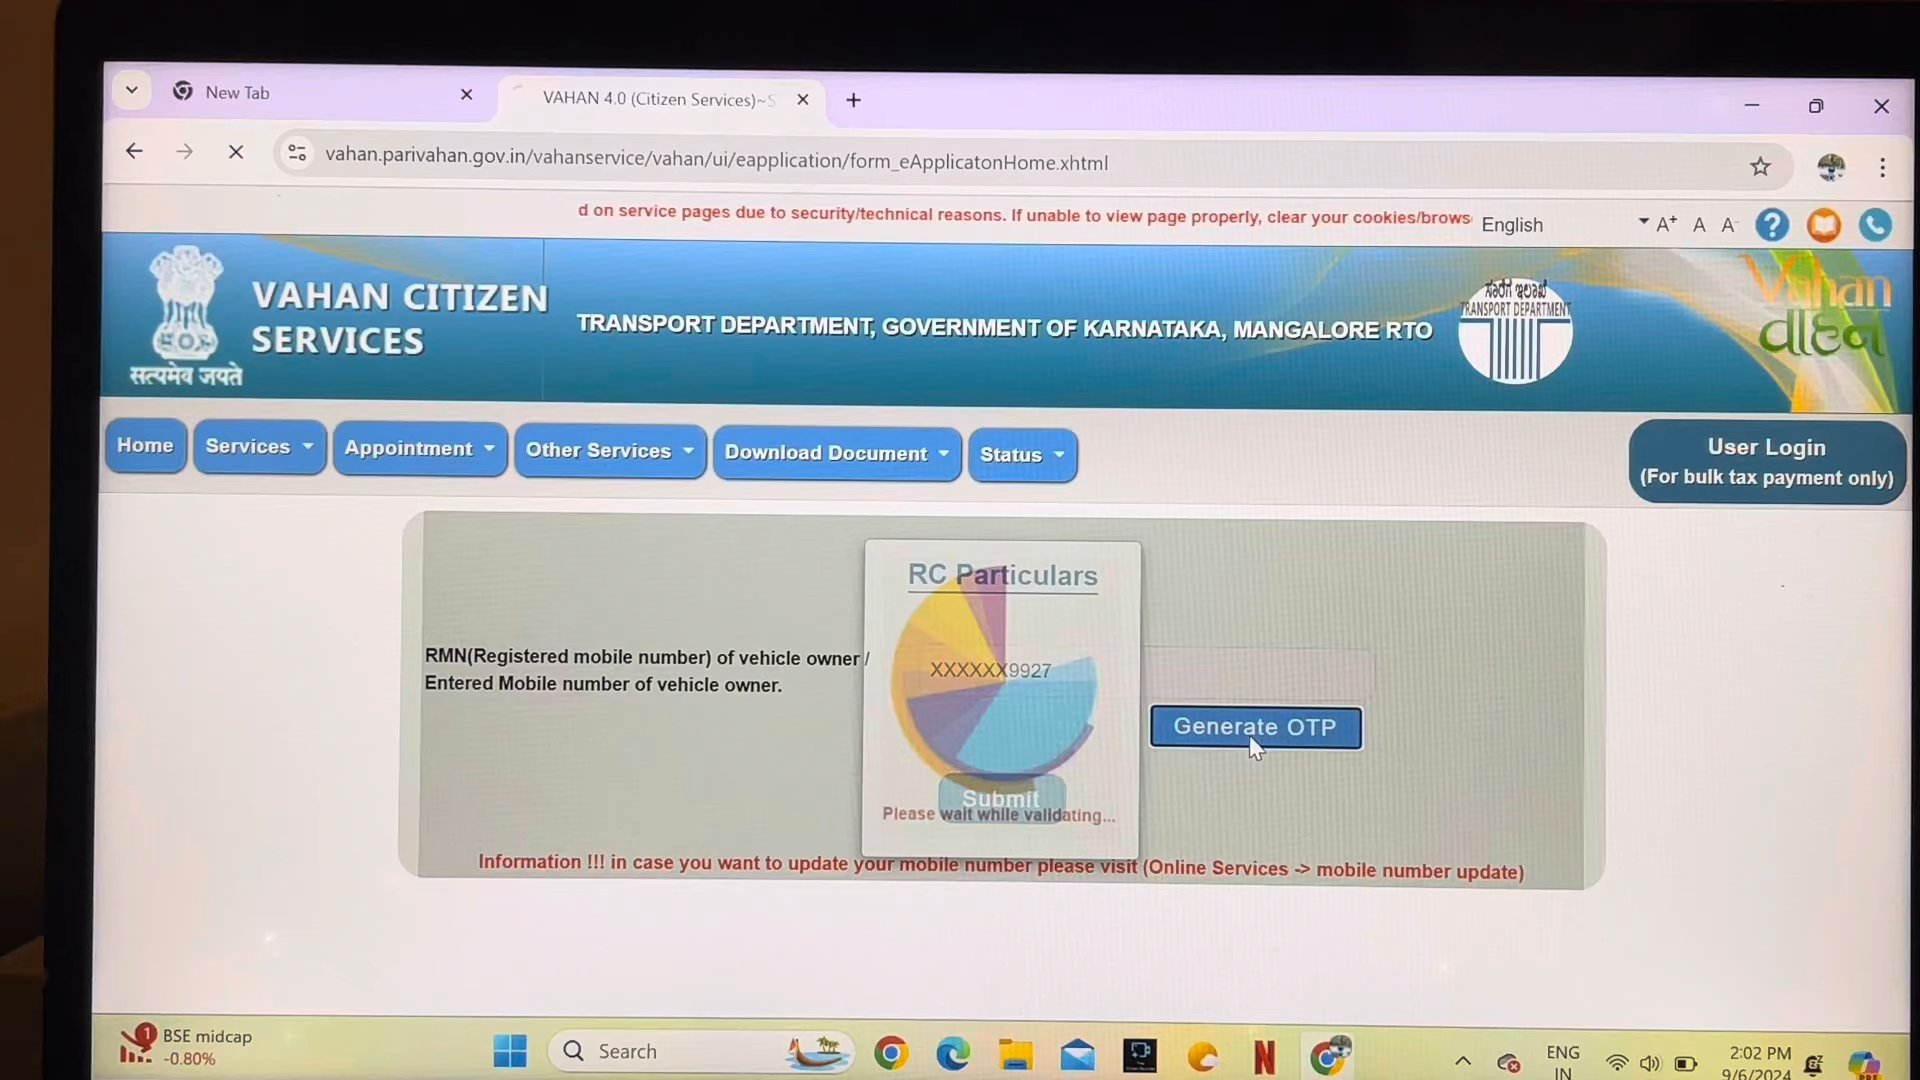 New Tab
VAHAN 4.0 (Citizen Services)~S
vahan.parivahan.gov.in/vahanservice/vahan/ui/eapplication/form_eApplicatonHome.xhtml
d on service pages due to security/technical reasons. If unable to view page properly, clear your cookies/brows
English
A+ A A-
VAHAN CITIZEN
SERVICES
सत्यमेव जयते
TRANSPORT DEPARTMENT, GOVERNMENT OF KARNATAKA, MANGALORE RTO
ಸಾರಿಗೆ ಇಲಾಖೆ
TRANSPORT DEPARTMENT
Vahan
वाहन
Home
Services
Appointment
Other Services
Download Document
Status
User Login
(For bulk tax payment only)
RC Particulars
RMN(Registered mobile number) of vehicle owner /
Entered Mobile number of vehicle owner.
XXXXXX9927
Generate OTP
Submit
Please wait while validating...
Information !!! in case you want to update your mobile number please visit (Online Services -> mobile number update)
1
BSE midcap
-0.80%
Search
N
ENG
IN
2:02 PM
9/6/2024